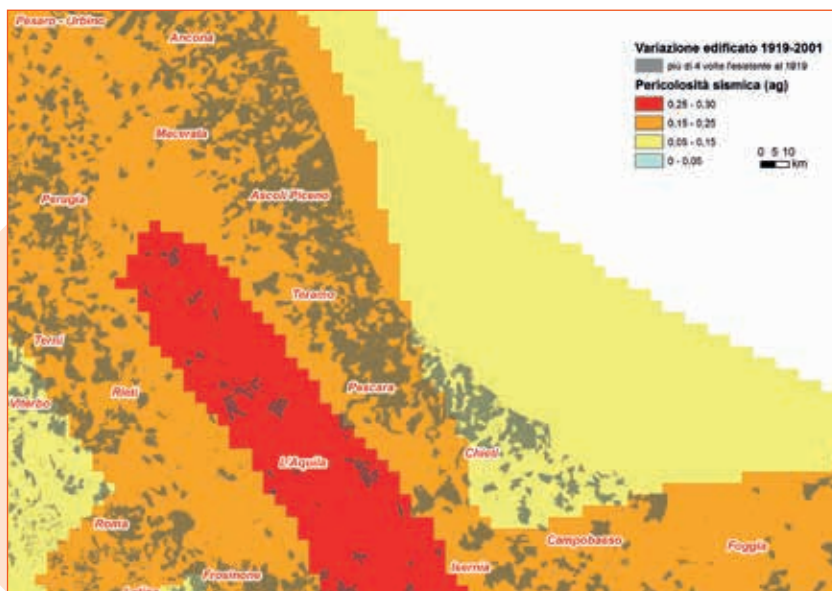 Pesaro - Urbino
Ancona
Macerata
Perugia
Ascoli Piceno
Teramo
Terni
Rieti
Pescara
Viterbo
L'Aquila
Chieti
Roma
Campobasso
Foggia
Isernia
Frosinone
Latina
Variazione edificato 1919-2001
più di 4 volte l'esistente al 1919
Pericolosità sismica (ag)
0,25 - 0,30
0,15 - 0,25
0,05 - 0,15
0 - 0,05
0 5 10
km